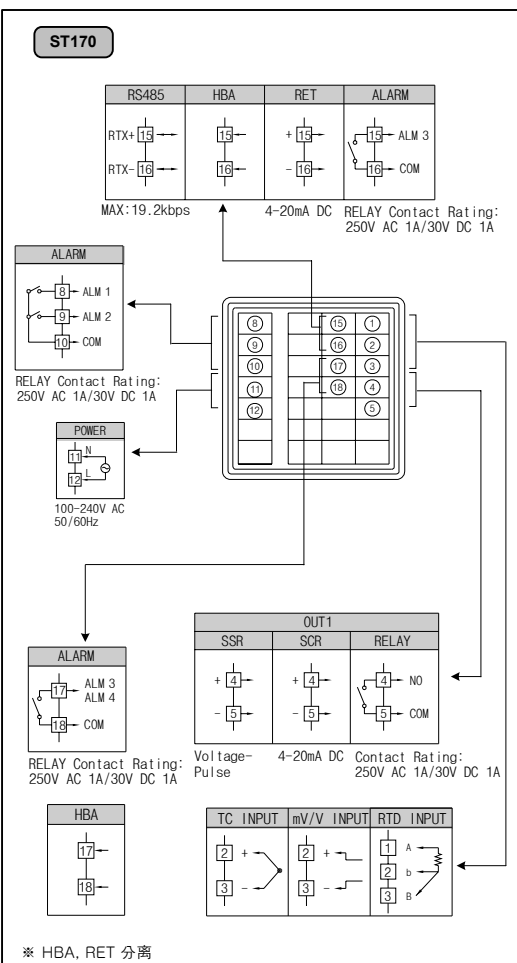 ST170
RS485 HBA RET ALARM
RTX+ 15 15 + 15 15 ALM 3
RTX- 16 16 - 16 16 COM
MAX:19.2kbps 4-20mA DC RELAY Contact Rating:
250V AC 1A/30V DC 1A
ALARM
8 ALM 1
9 ALM 2
10 COM
RELAY Contact Rating:
250V AC 1A/30V DC 1A
8 15 1
9 16 2
10 17 3
11 18 4
12 5
POWER
11 N
12 L
100-240V AC
50/60Hz
OUT1
SSR SCR RELAY
+ 4 + 4 4 NO
- 5 - 5 5 COM
Voltage-
Pulse
4-20mA DC
Contact Rating:
250V AC 1A/30V DC 1A
ALARM
17 ALM 3
ALM 4
18 COM
RELAY Contact Rating:
250V AC 1A/30V DC 1A
HBA
17
18
TC INPUT mV/V INPUT RTD INPUT
2 + 2 + 1 A
3 - 3 - 2 b
3 B
※ HBA, RET 分离